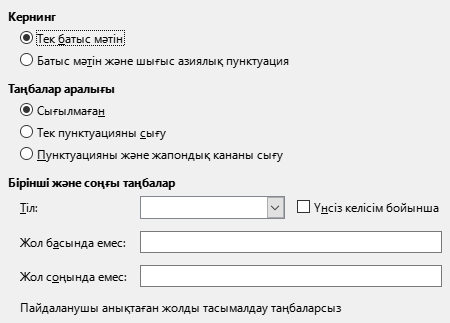 Кернинг
Тек батыс мәтін
Батыс мәтін және шығыс азиялық пунктуация
Таңбалар аралығы
Сығылмаған
Тек пунктуацияны сығу
Пунктуацияны және жапондық кананы сығу
Бірінші және соңғы таңбалар
Тіл:
Үнсіз келісім бойынша
Жол басында емес:
Жол соңында емес:
Пайдаланушы анықтаған жолды тасымалдау таңбаларсыз